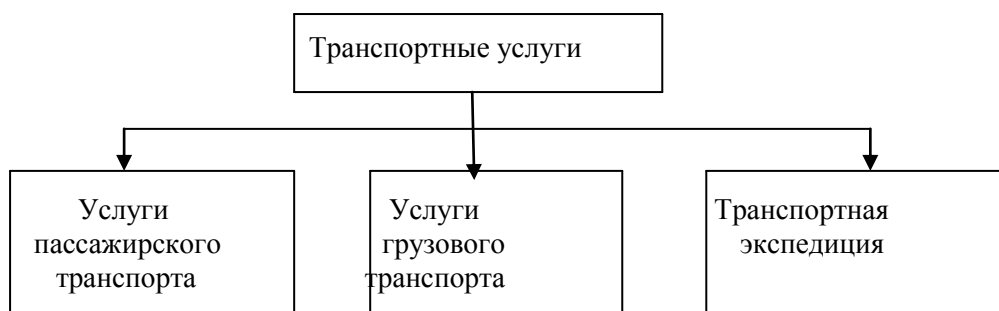 Транспортные услуги
Услуги
пассажирского
транспорта
Услуги
грузового
транспорта
Транспортная
экспедиция